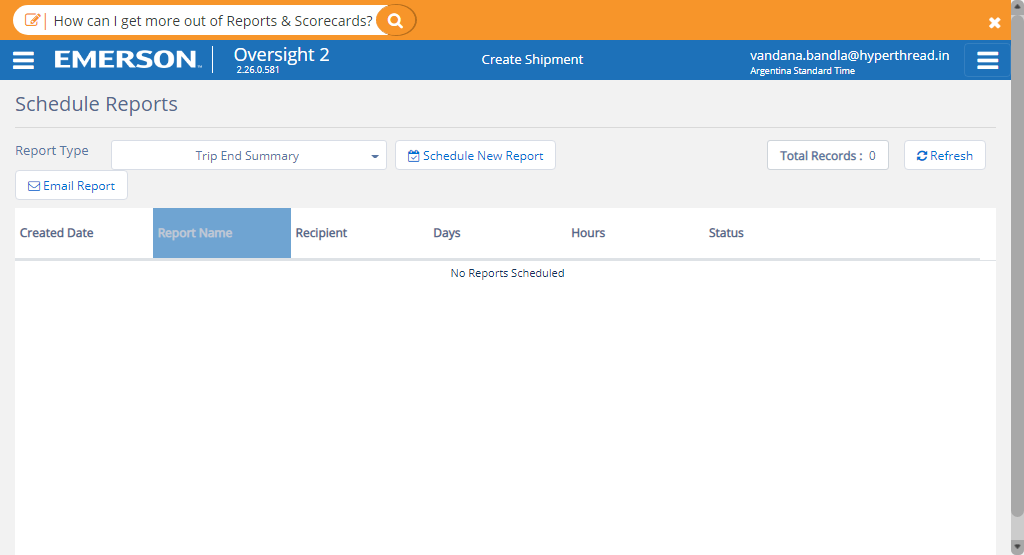 How can I get more out of Reports & Scorecards?
EMERSON™ Oversight 2 Create Shipment vandana.bandla@hyperthread.in
2.26.0.581 Argentina Standard Time
Schedule Reports
Report Type Trip End Summary Schedule New Report Total Records : 0 Refresh
Email Report
Created Date Report Name Recipient Days Hours Status
No Reports Scheduled